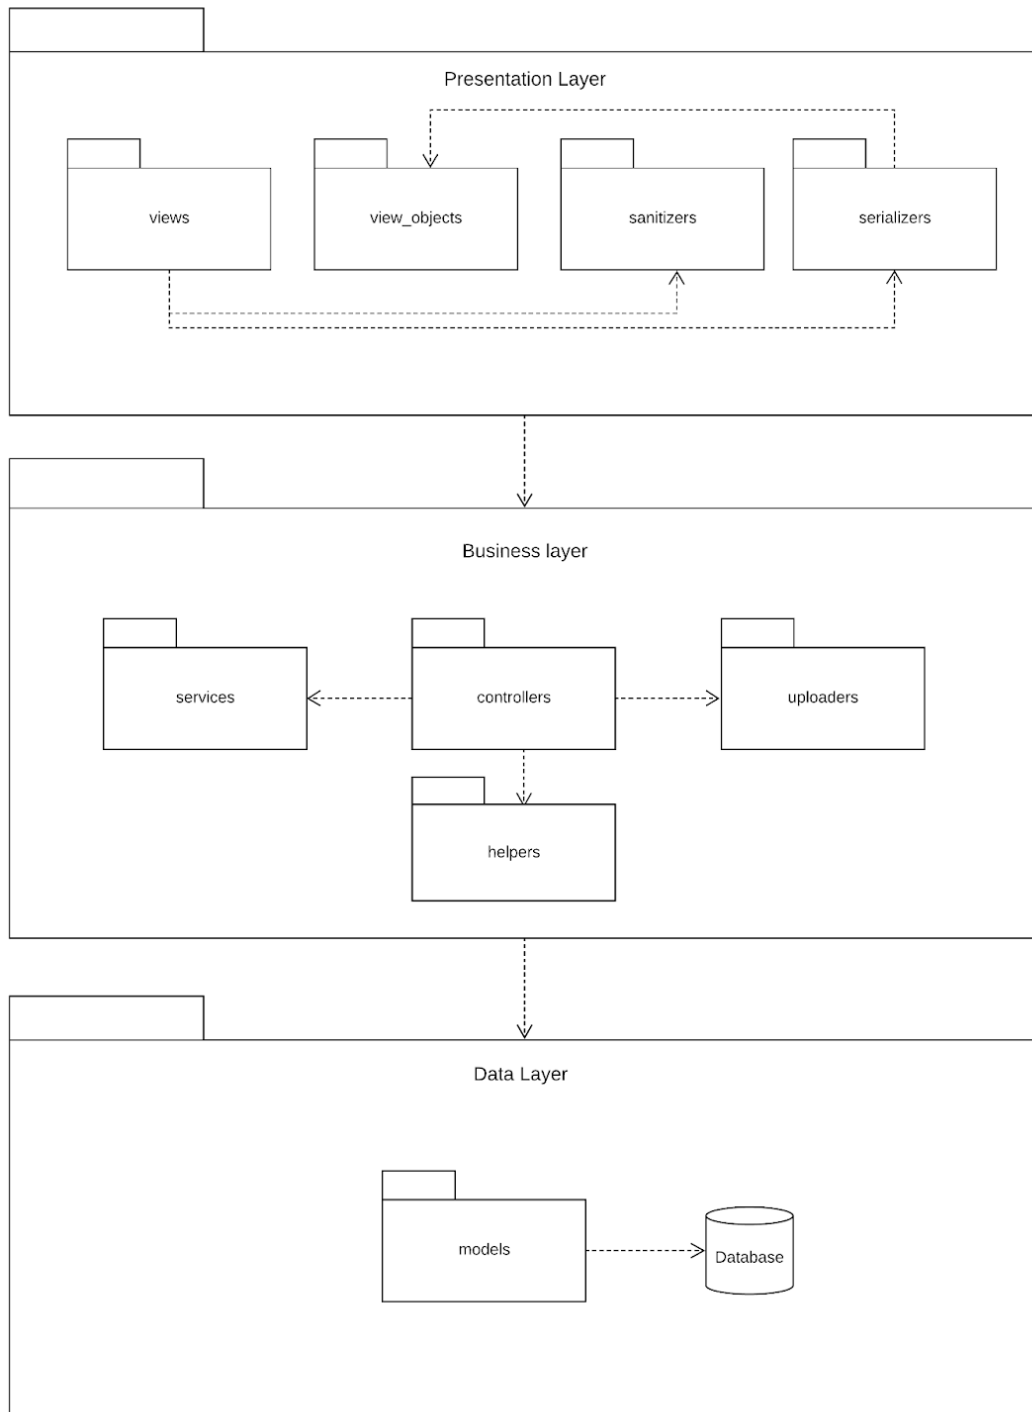 Presentation Layer
views
view_objects
sanitizers
serializers
Business layer
services
controllers
uploaders
helpers
Data Layer
models
Database